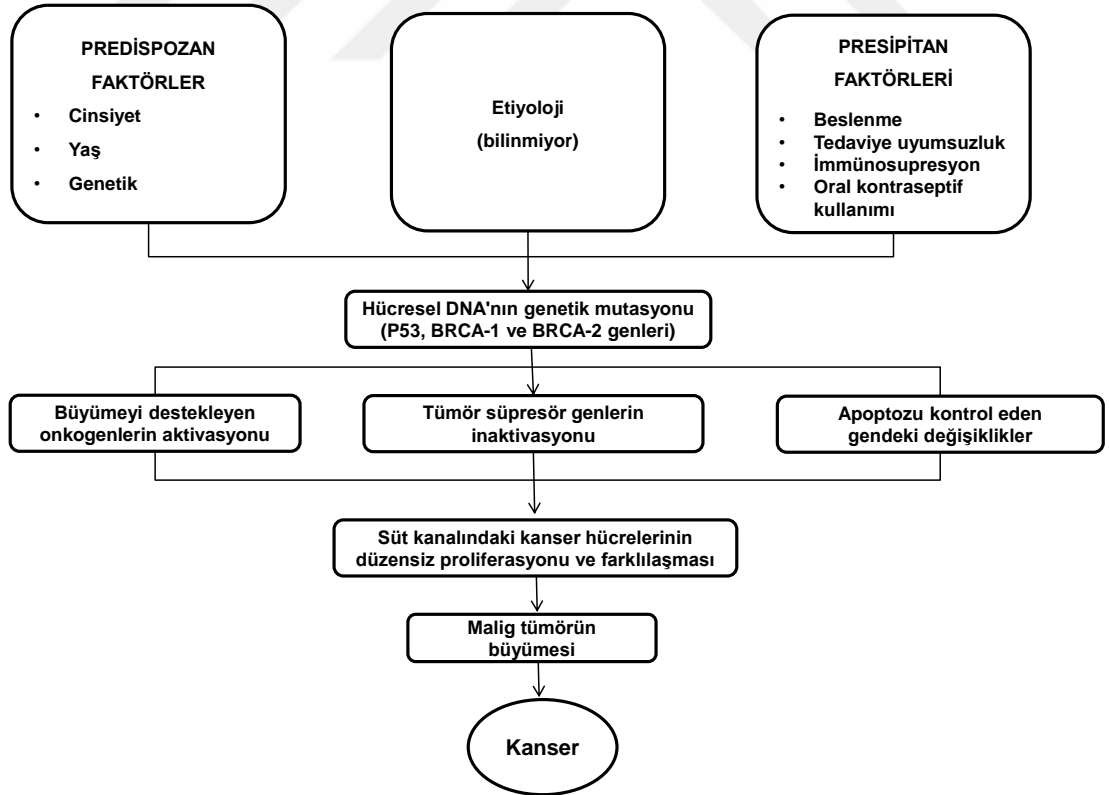 PREDİSPOZAN
FAKTÖRLER
• Cinsiyet
• Yaş
• Genetik
Etiyoloji
(bilinmiyor)
PRESİPİTAN
FAKTÖRLERİ
• Beslenme
• Tedaviye uyumsuzluk
• İmmünosupresyon
• Oral kontraseptif
kullanımı
Hücresel DNA'nın genetik mutasyonu
(P53, BRCA-1 ve BRCA-2 genleri)
Büyümeyi destekleyen
onkogenlerin aktivasyonu
Tümör süpresör genlerin
inaktivasyonu
Apoptozu kontrol eden
gendeki değişiklikler
Süt kanalındaki kanser hücrelerinin
düzensiz proliferasyonu ve farklılaşması
Malig tümörün
büyümesi
Kanser